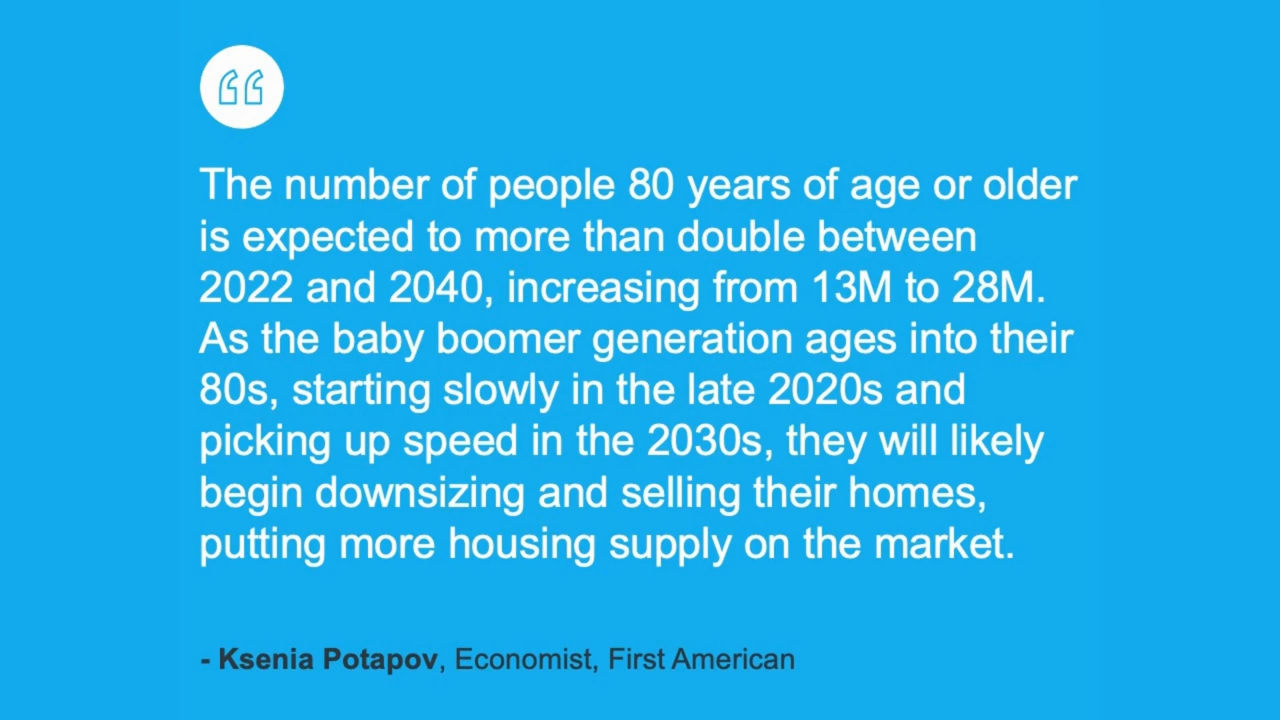 “
The number of people 80 years of age or older
is expected to more than double between
2022 and 2040, increasing from 13M to 28M.
As the baby boomer generation ages into their
80s, starting slowly in the late 2020s and
picking up speed in the 2030s, they will likely
begin downsizing and selling their homes,
putting more housing supply on the market.
- Ksenia Potapov, Economist, First American